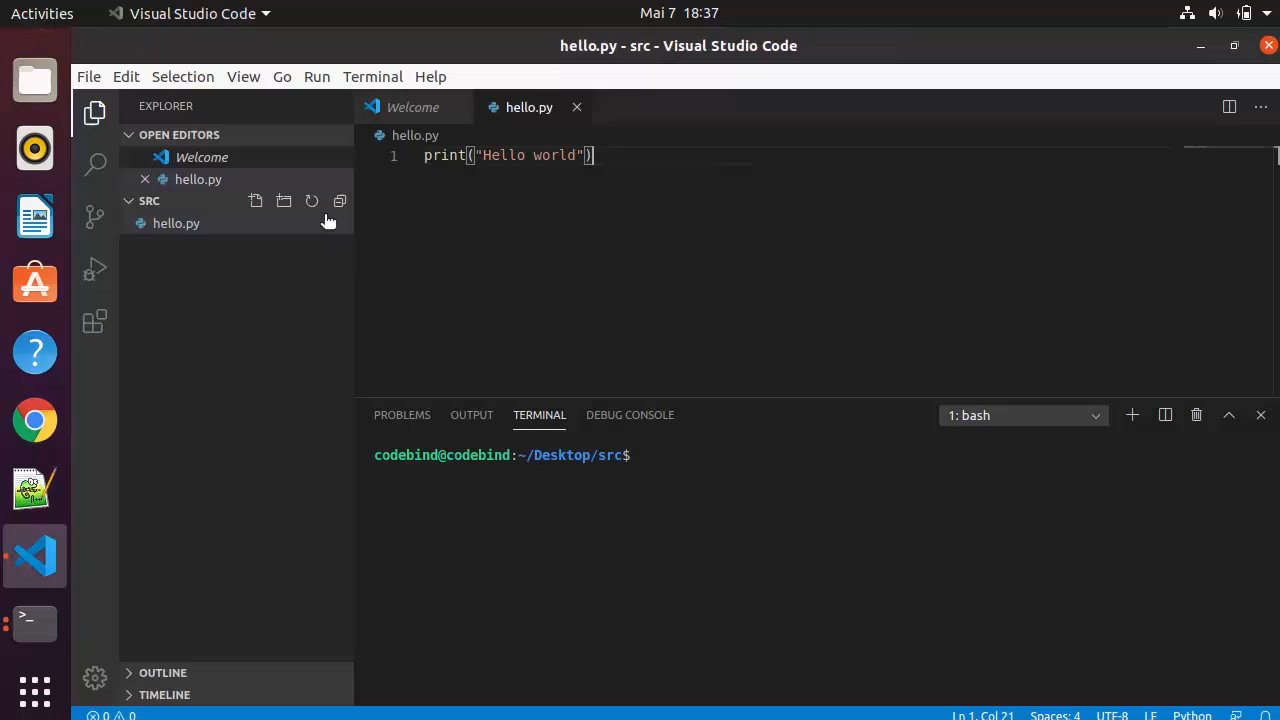 Activities Visual Studio Code Mai 7 18:37
hello.py - src - Visual Studio Code
File Edit Selection View Go Run Terminal Help
EXPLORER
OPEN EDITORS
Welcome
hello.py
SRC
hello.py
OUTLINE
TIMELINE
Welcome hello.py
hello.py
1 print("Hello world")
PROBLEMS OUTPUT TERMINAL DEBUG CONSOLE 1: bash
codebind@codebind:~/Desktop/src$
0 0 Ln 1, Col 21 Spaces: 4 UTF-8 LF Python